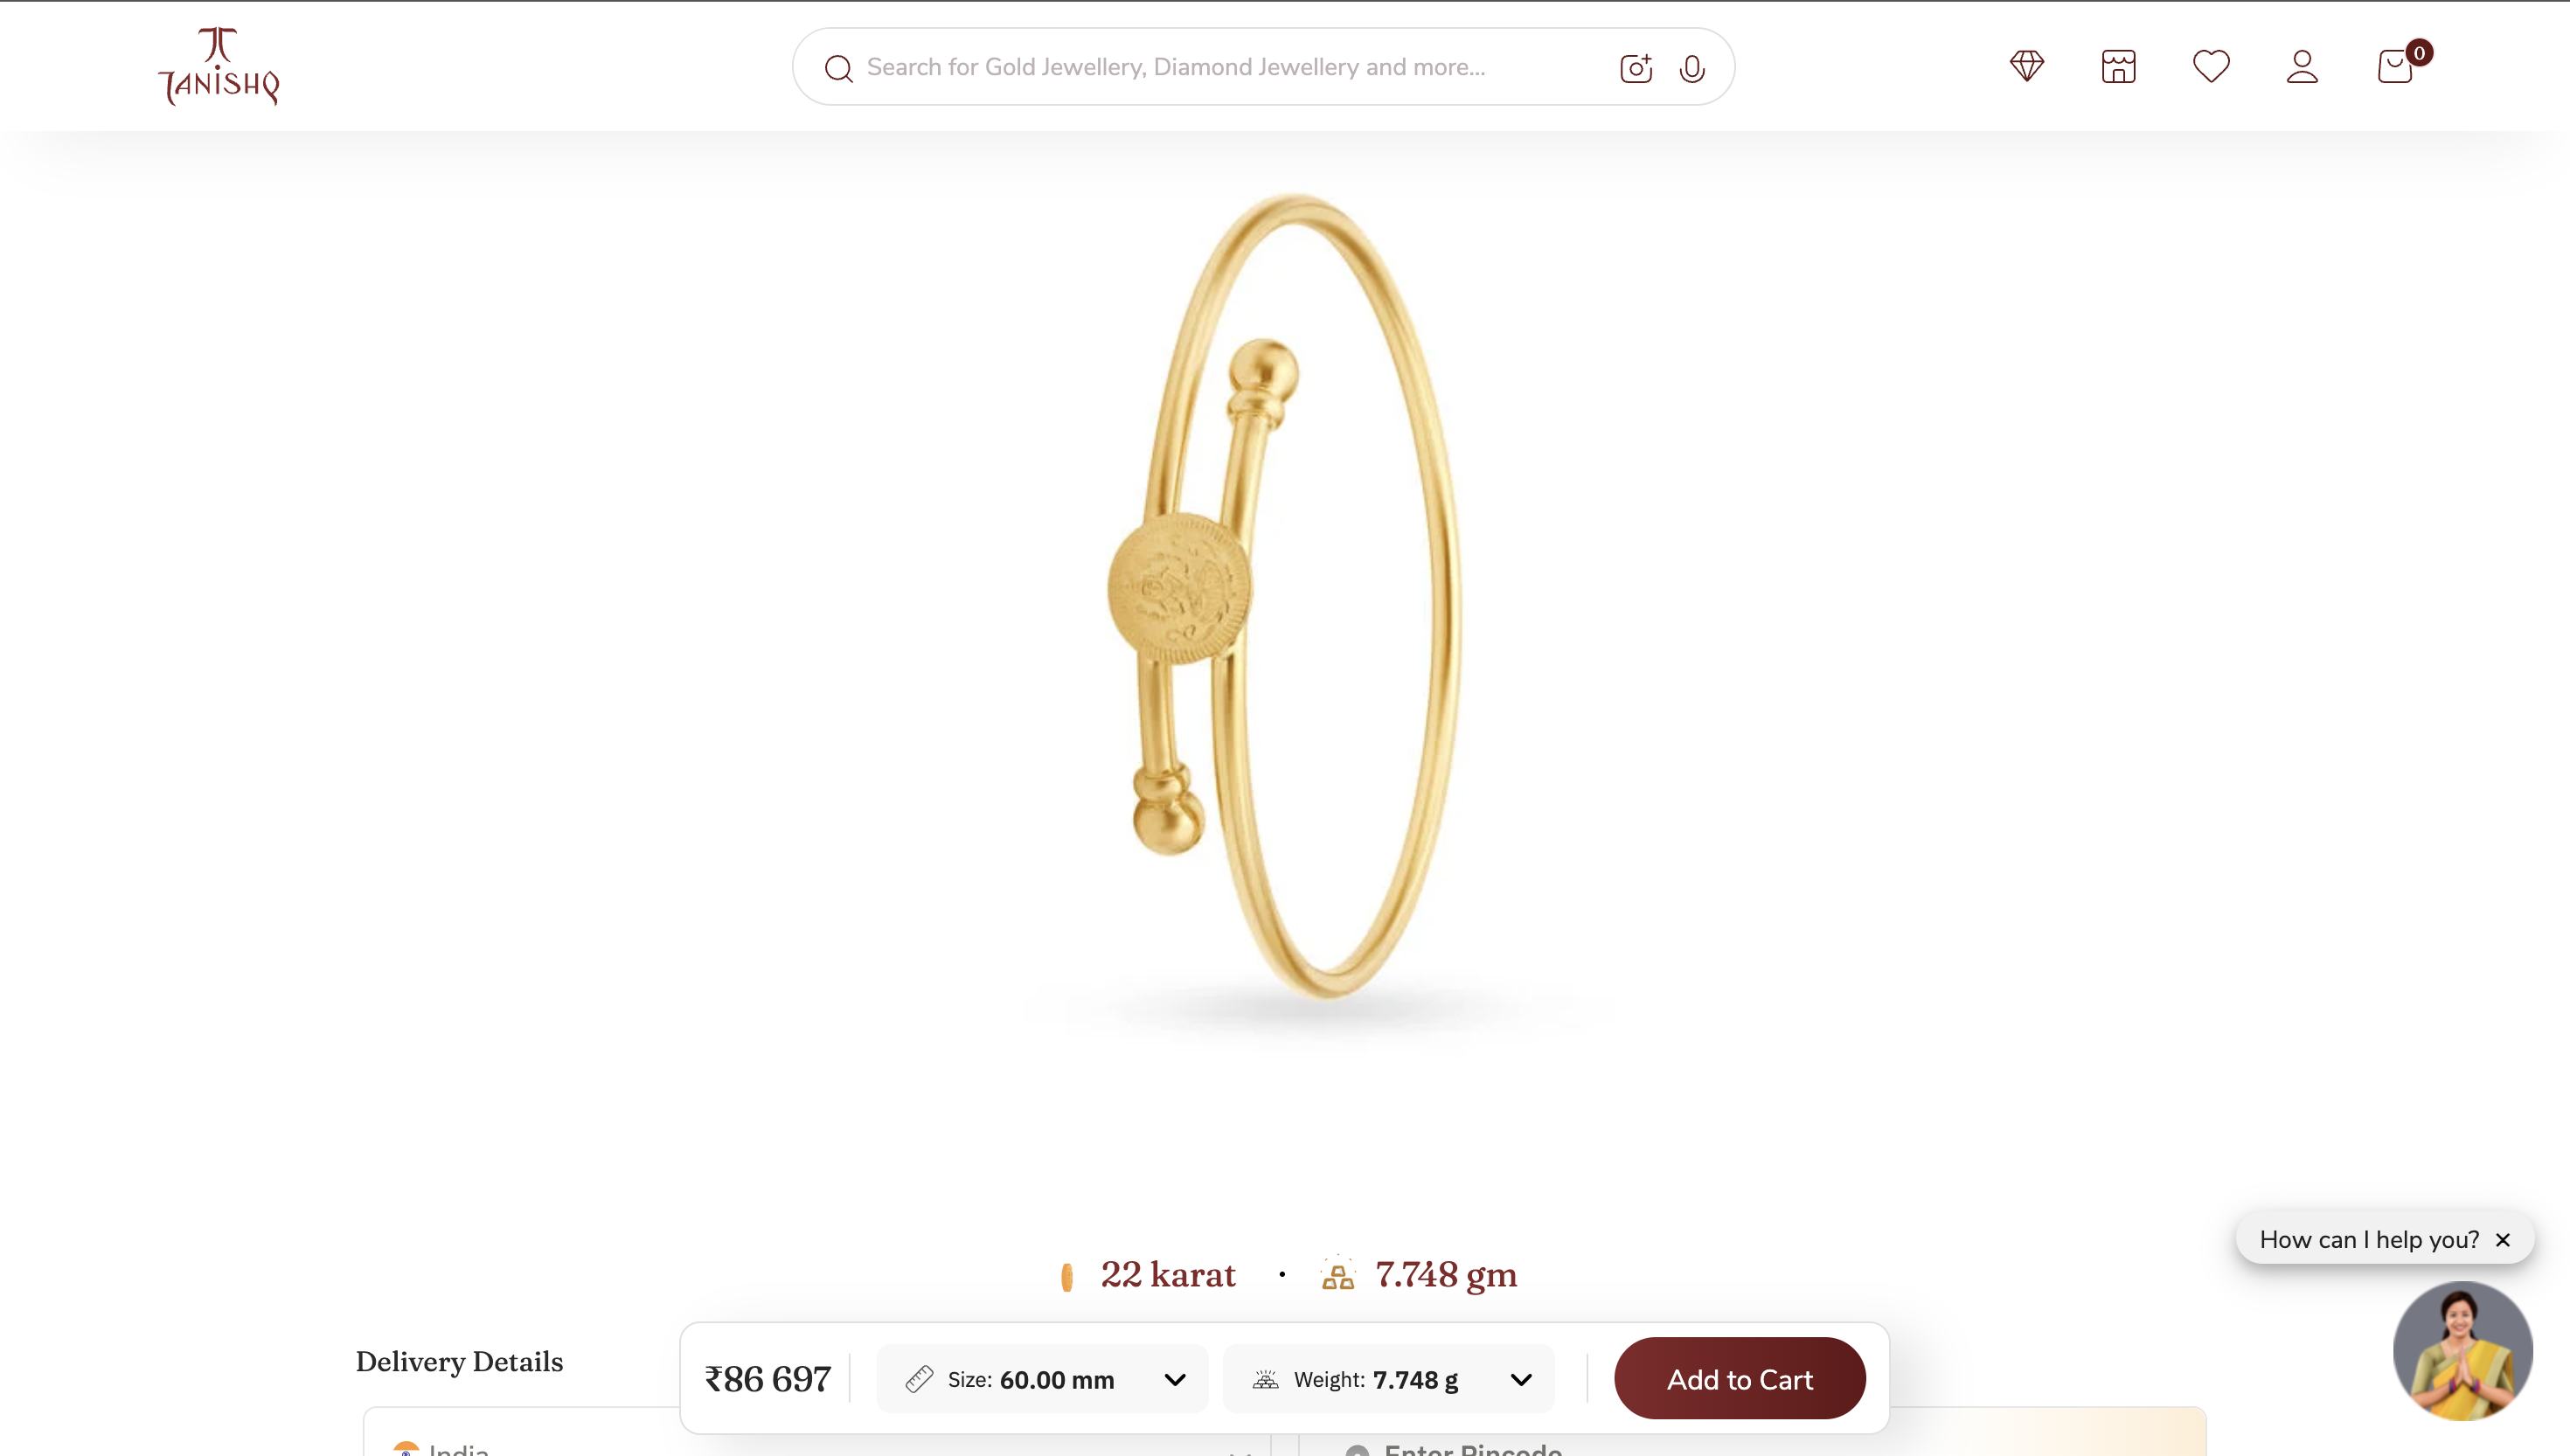 TANISHQ
Search for Gold Jewellery, Diamond Jewellery and more...
0
How can I help you?
22 karat • 7.748 gm
Delivery Details
₹86 697
Size: 60.00 mm
Weight: 7.748 g
Add to Cart
India
Enter Pincode